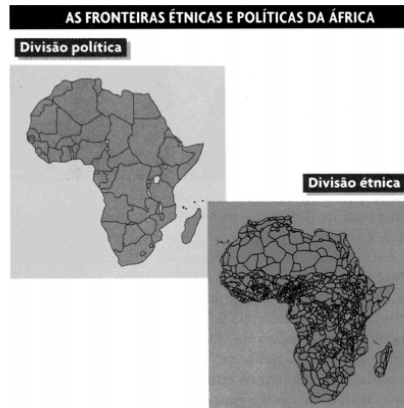 AS FRONTEIRAS ÉTNICAS E POLÍTICAS DA ÁFRICA
Divisão política
Divisão étnica